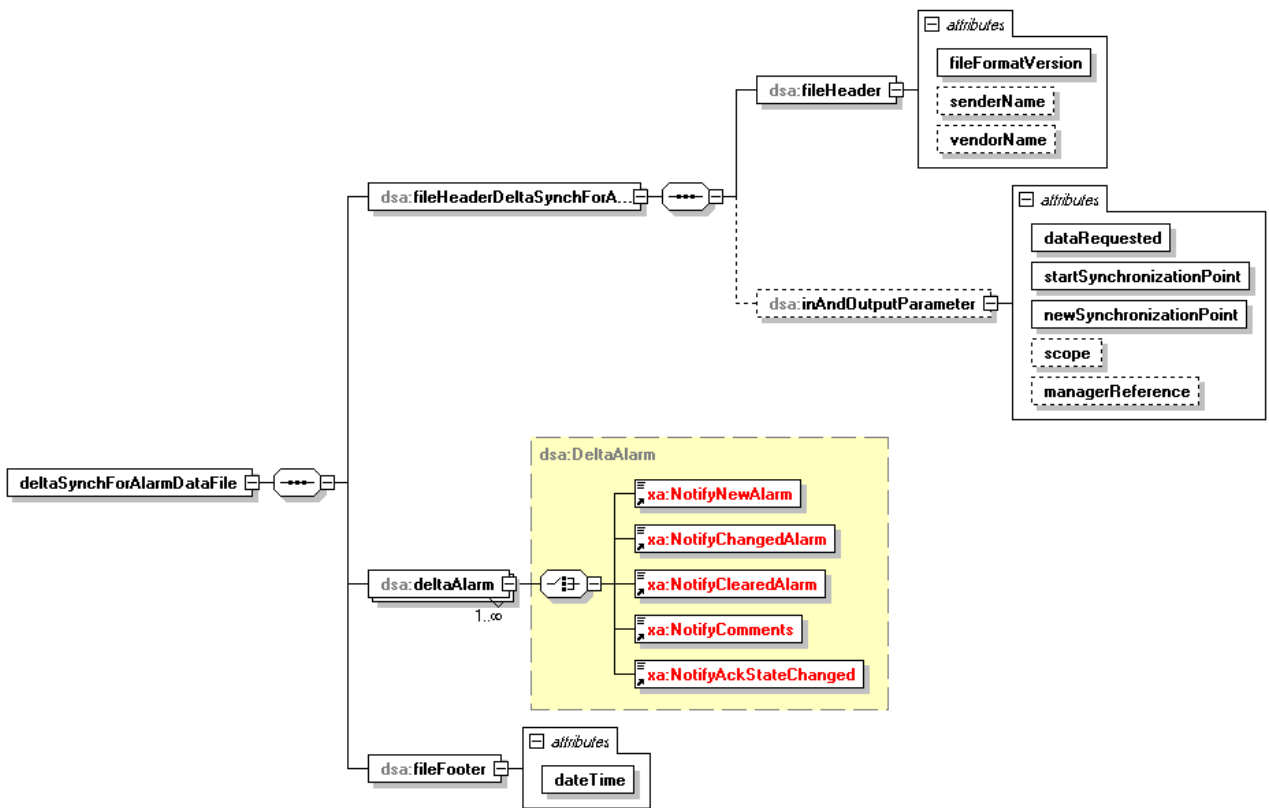 attributes
fileFormatVersion
dsa:fileHeader
senderName
vendorName
dsa:fileHeaderDeltaSynchForA...
attributes
dataRequested
startSynchronizationPoint
dsa:inAndOutputParameter
newSynchronizationPoint
scope
managerReference
deltaSynchForAlarmDataFile
dsa:DeltaAlarm
xa:NotifyNewAlarm
xa:NotifyChangedAlarm
dsa:deltaAlarm
1..∞
xa:NotifyClearedAlarm
xa:NotifyComments
xa:NotifyAckStateChanged
dsa:fileFooter
attributes
dateTime